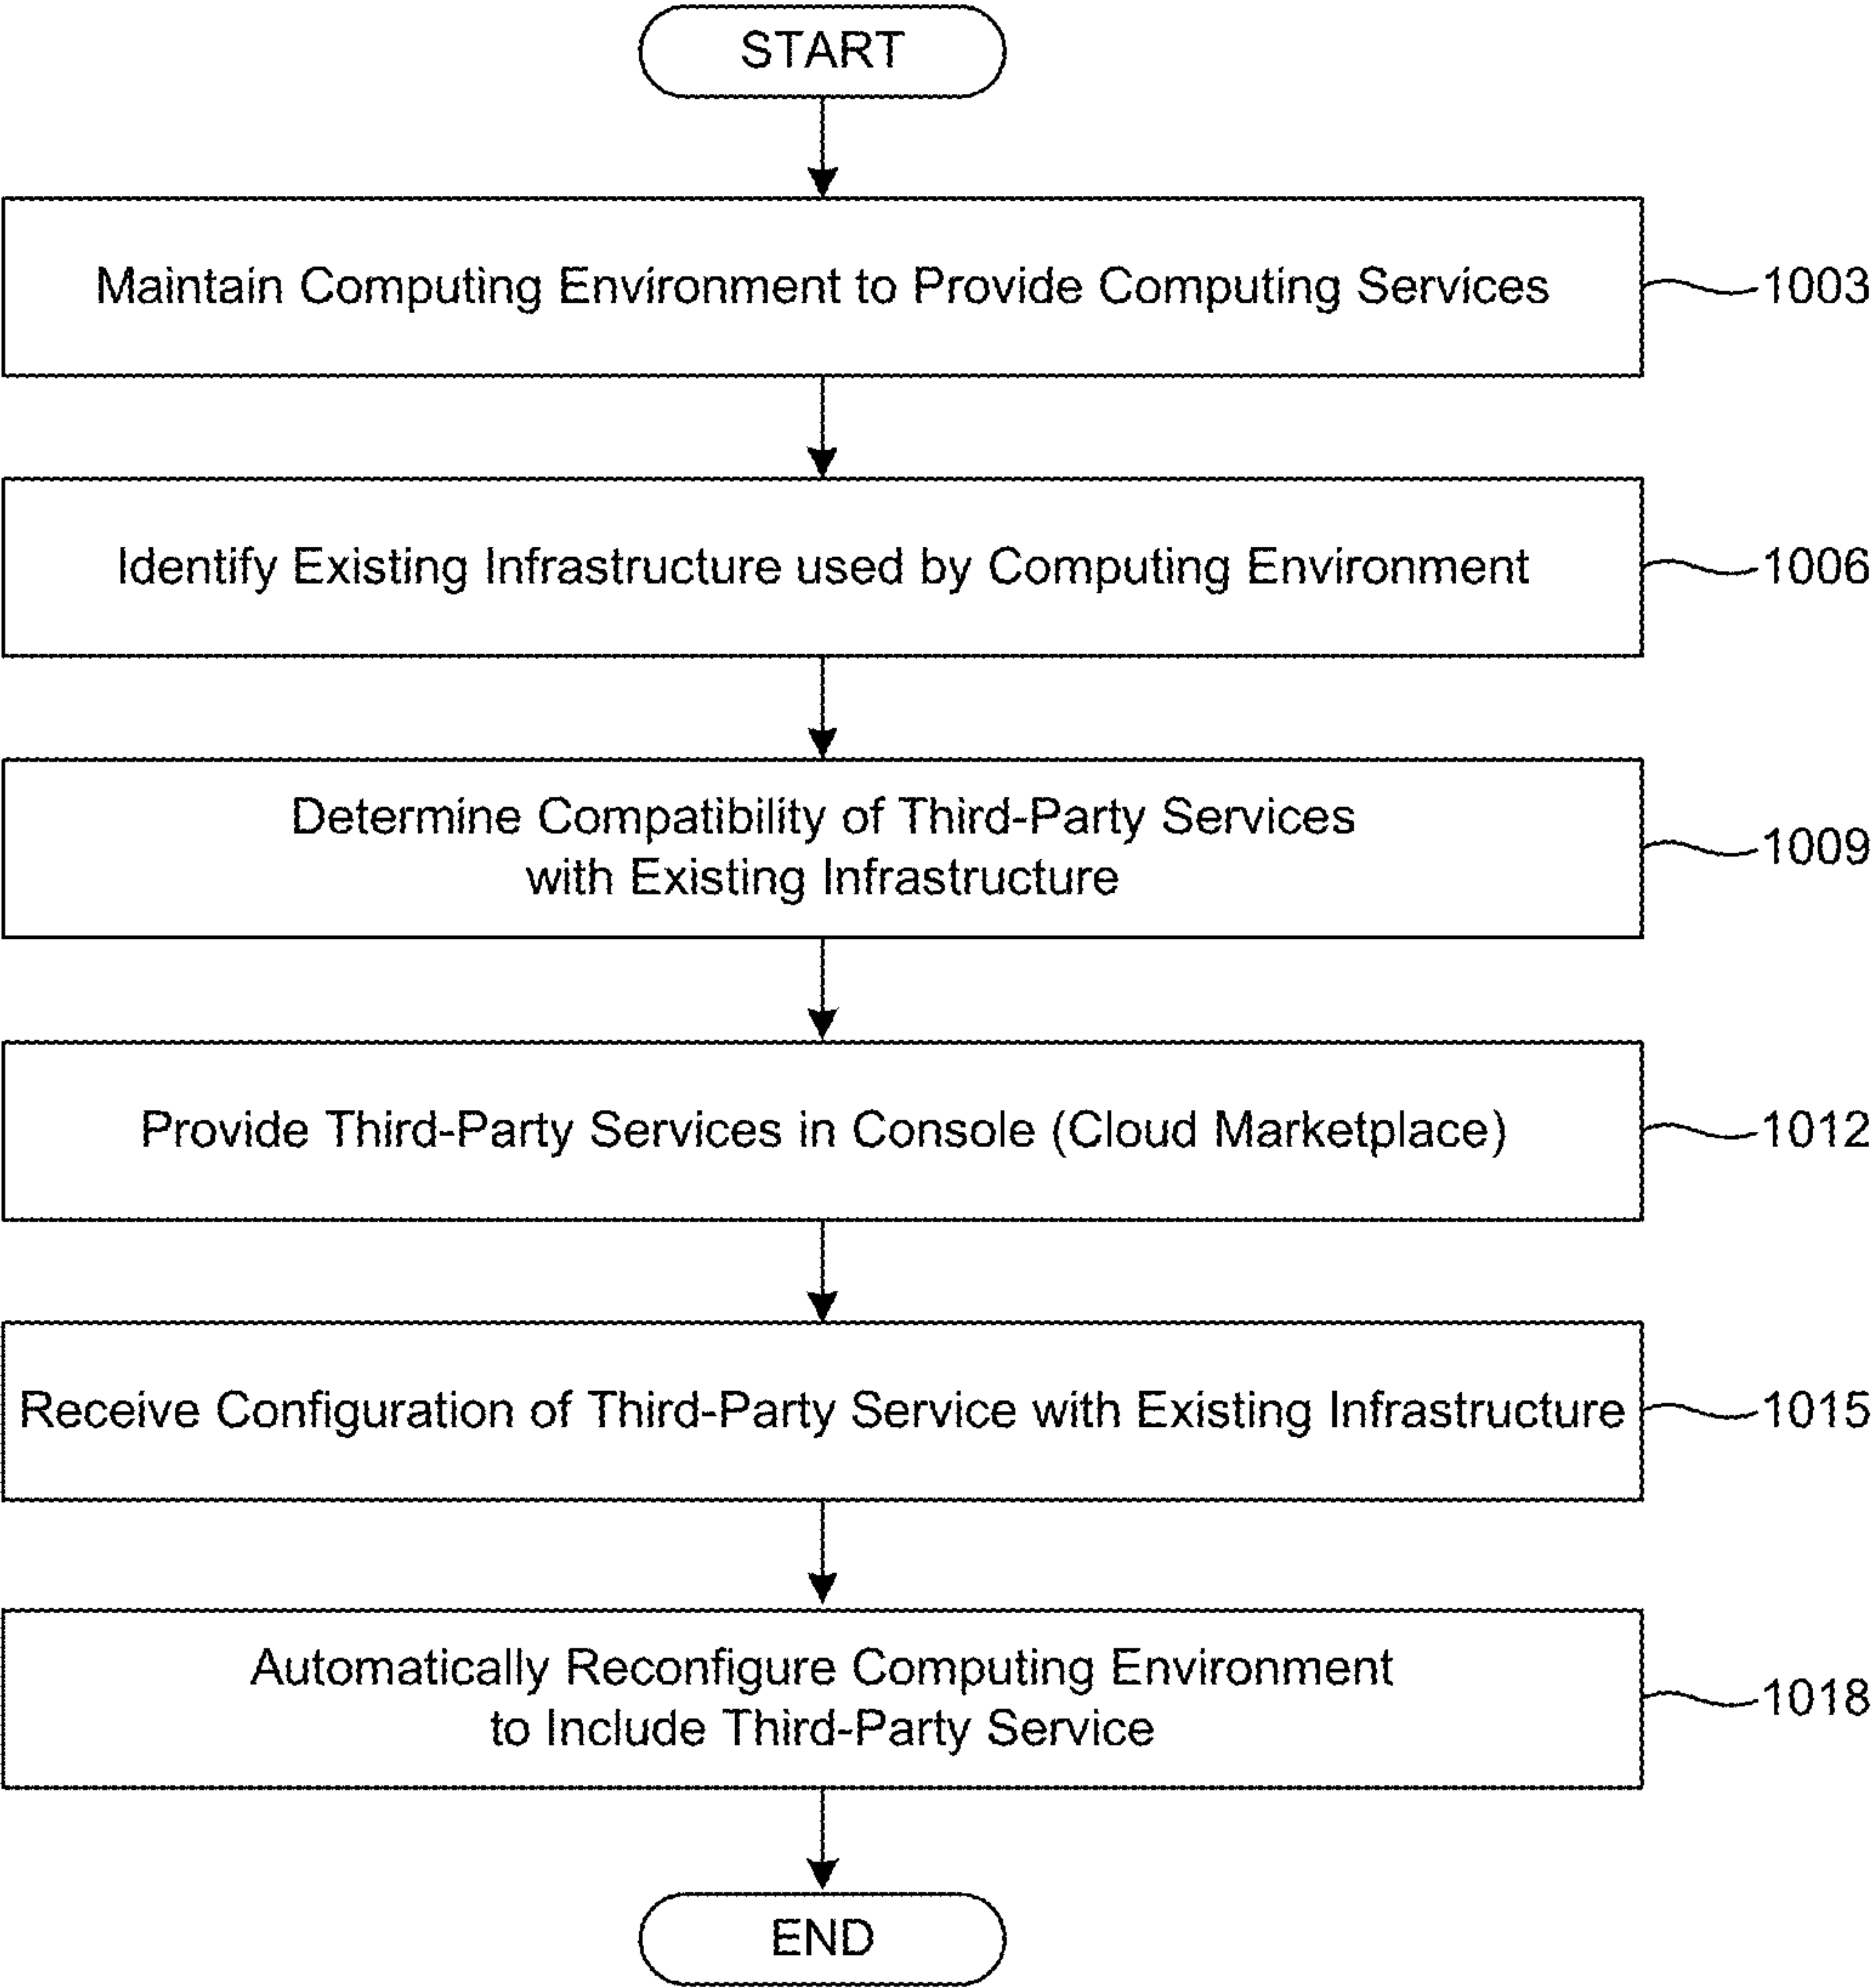 START
Maintain Computing Environment to Provide Computing Services
1003
Identify Existing Infrastructure used by Computing Environment
1006
Determine Compatibility of Third-Party Services
with Existing Infrastructure
1009
Provide Third-Party Services in Console (Cloud Marketplace)
1012
Receive Configuration of Third-Party Service with Existing Infrastructure
1015
Automatically Reconfigure Computing Environment
to Include Third-Party Service
1018
END